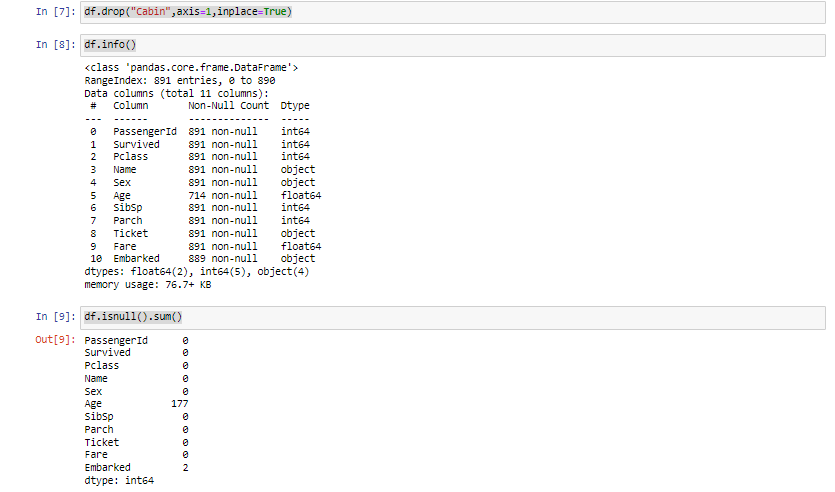 In [7]: df.drop("Cabin",axis=1,inplace=True)
In [8]: df.info()
<class 'pandas.core.frame.DataFrame'>
RangeIndex: 891 entries, 0 to 890
Data columns (total 11 columns):
 #   Column       Non-Null Count  Dtype
---  ------       --------------  -----
 0   PassengerId  891 non-null    int64
 1   Survived     891 non-null    int64
 2   Pclass       891 non-null    int64
 3   Name         891 non-null    object
 4   Sex          891 non-null    object
 5   Age          714 non-null    float64
 6   SibSp        891 non-null    int64
 7   Parch        891 non-null    int64
 8   Ticket       891 non-null    object
 9   Fare         891 non-null    float64
 10  Embarked     889 non-null    object
dtypes: float64(2), int64(5), object(4)
memory usage: 76.7+ KB
In [9]: df.isnull().sum()
Out[9]: PassengerId      0
Survived         0
Pclass           0
Name             0
Sex              0
Age            177
SibSp            0
Parch            0
Ticket           0
Fare             0
Embarked         2
dtype: int64